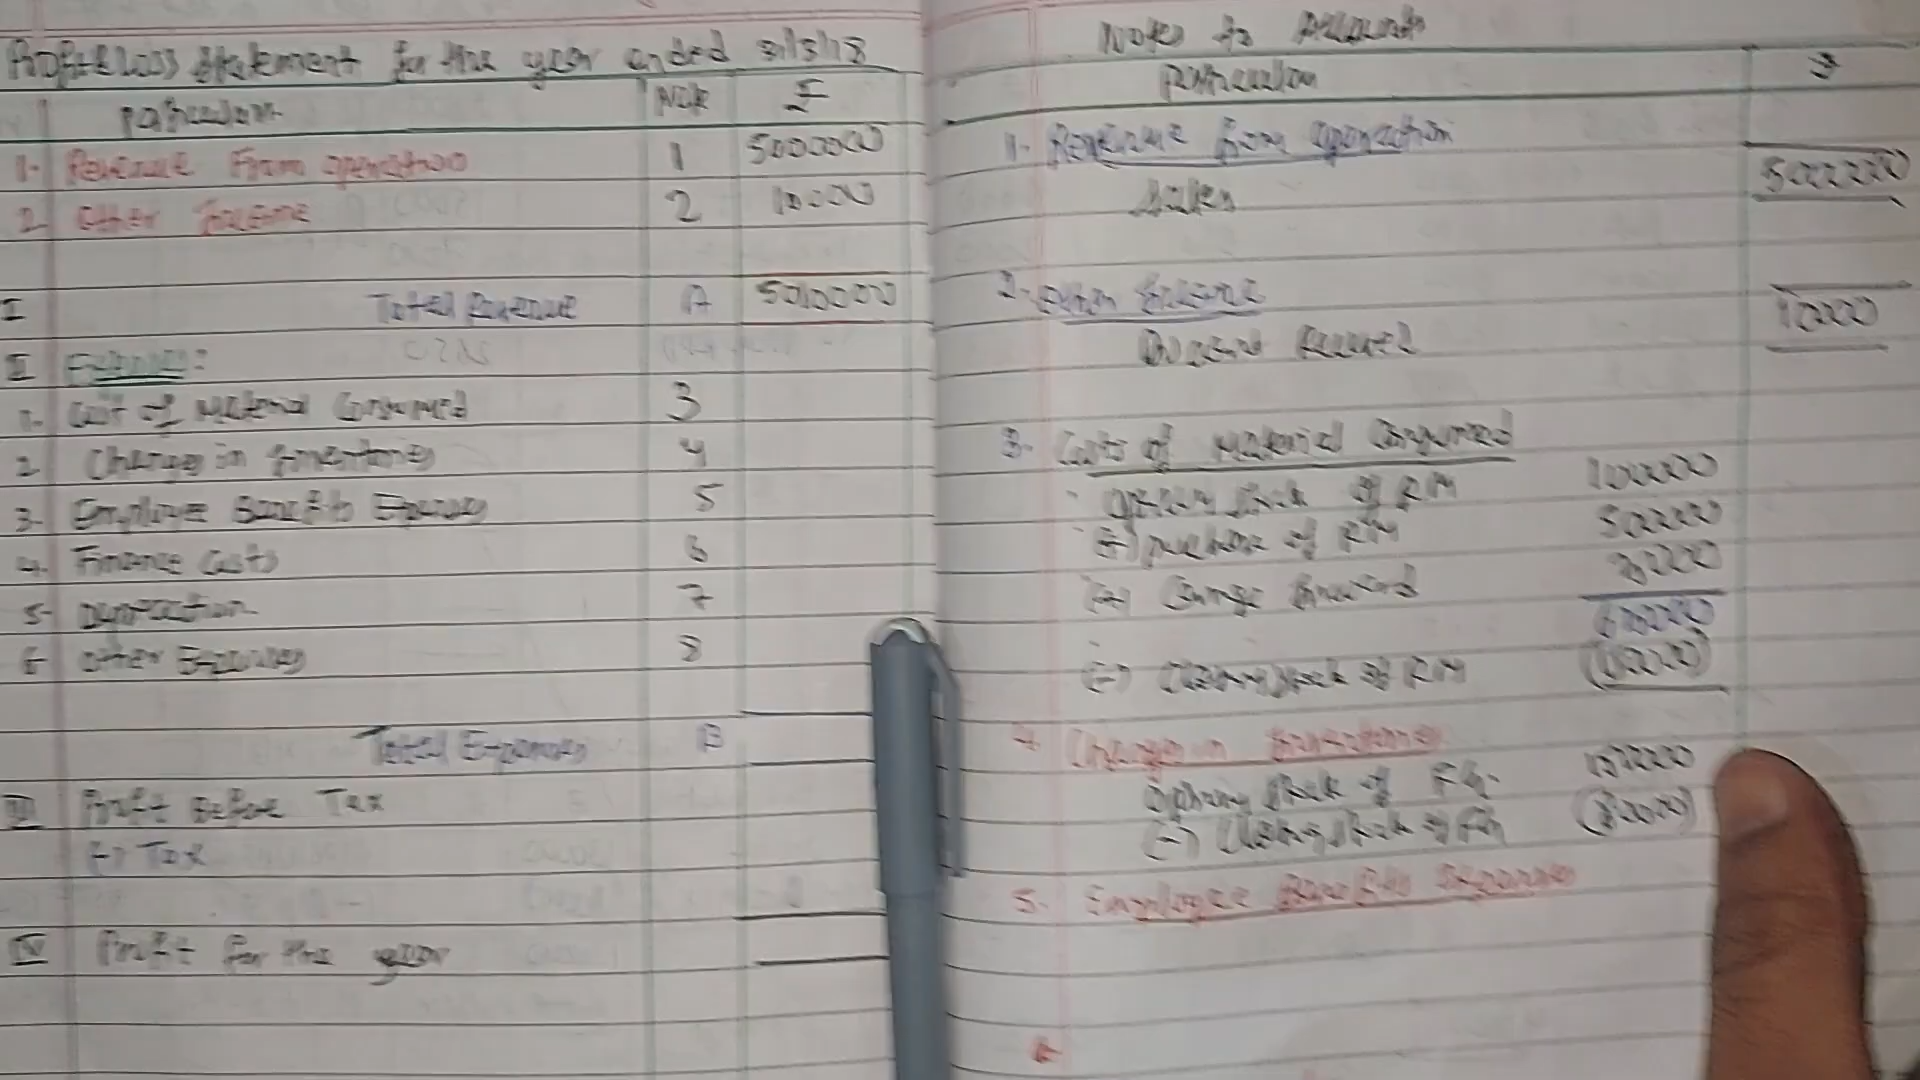 Profit & Loss Statement for the year ended 31/3/18
Particulars Note ₹
1. Revenue From operation 1 5000000
2. Other Income 2 10000
I Total Revenue A 5010000
II Expenses:
1. Cost of Material Consumed 3
2. Changes in Inventories 4
3. Employee Benefits Expenses 5
4. Finance Costs 6
5. Depreciation 7
6. Other Expenses 8
Total Expenses B
III Profit Before Tax
(-) Tax
IV Profit for the year
Notes to Accounts
Particulars ₹
1. Revenue from operation
Sales 5000000
2. Other Income
Dividend Received 10000
3. Costs of Material Consumed
Opening Stock of RM 100000
(+) purchase of RM 500000
(+) Carriage Inward
(-) Closing Stock of RM
4. Changes in Inventories
Opening Stock of FG
(-) Closing Stock of FG
5. Employee Benefits Expenses